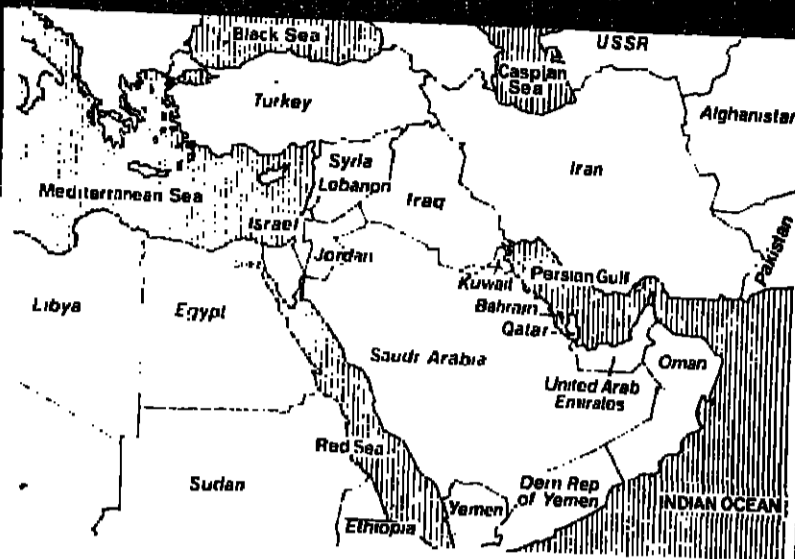 Black Sea
USSR
Caspian
Sea
Turkey
Afghanistan
Syria
Lobanon
Iran
Mediterranean Sea
Iraq
Israel
Jordan
Pakistan
Kuwait
Persian Gulf
Libya
Egypt
Bahrain
Qatar
Saudi Arabia
Oman
United Arab
Emirates
Red Sea
Sudan
Dem Rep
of Yemen
Yemen
INDIAN OCEAN
Ethiopia